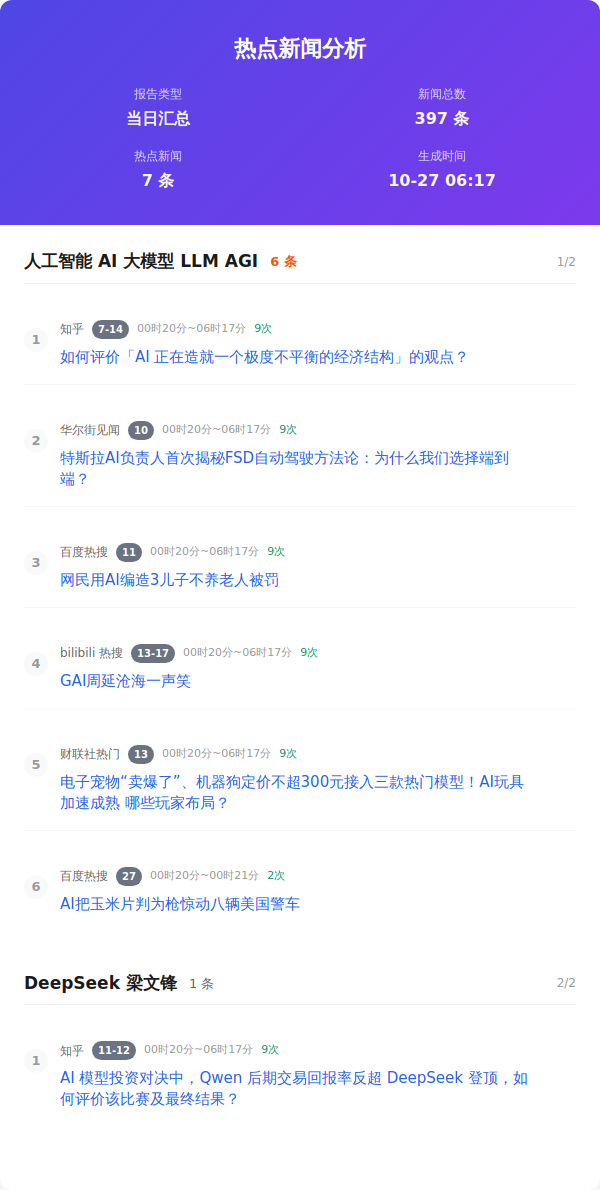 热点新闻分析
报告类型
当日汇总
新闻总数
397 条
热点新闻
7 条
生成时间
10-27 06:17
人工智能 AI 大模型 LLM AGI 6 条 1/2
1
知乎 7-14 00时20分~06时17分 9次
如何评价「AI 正在造就一个极度不平衡的经济结构」的观点？
2
华尔街见闻 10 00时20分~06时17分 9次
特斯拉AI负责人首次揭秘FSD自动驾驶方法论：为什么我们选择端到
端？
3
百度热搜 11 00时20分~06时17分 9次
网民用AI编造3儿子不养老人被罚
4
bilibili 热搜 13-17 00时20分~06时17分 9次
GAI周延沧海一声笑
5
财联社热门 13 00时20分~06时17分 9次
电子宠物“卖爆了”、机器狗定价不超300元接入三款热门模型！AI玩具
加速成熟 哪些玩家布局？
6
百度热搜 27 00时20分~00时21分 2次
AI把玉米片判为枪惊动八辆美国警车
DeepSeek 梁文锋 1 条 2/2
1
知乎 11-12 00时20分~06时17分 9次
AI 模型投资对决中，Qwen 后期交易回报率反超 DeepSeek 登顶，如
何评价该比赛及最终结果？